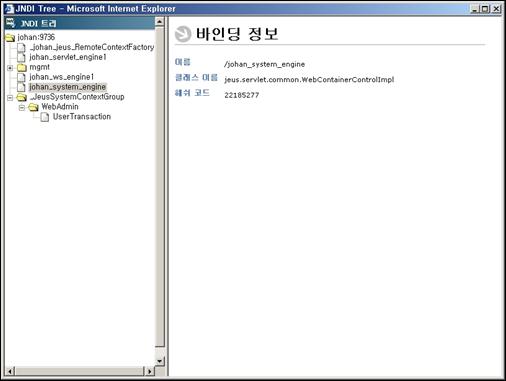 JNDI Tree - Microsoft Internet Explorer
JNDI 트리
johan:9736
_johan_jeus_RemoteContextFactory
johan_servlet_engine1
mgmt
johan_ws_engine1
johan_system_engine
_JeusSystemContextGroup
WebAdmin
UserTransaction
바인딩 정보
이름 /johan_system_engine
클래스 이름 jeus.servlet.common.WebContainerControlImpl
해쉬 코드 22185277